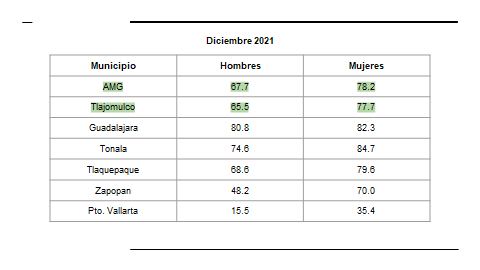 Diciembre 2021
Municipio Hombres Mujeres
AMG 67.7 78.2
Tlajomulco 65.5 77.7
Guadalajara 80.8 82.3
Tonala 74.6 84.7
Tlaquepaque 68.6 79.6
Zapopan 48.2 70.0
Pto. Vallarta 15.5 35.4